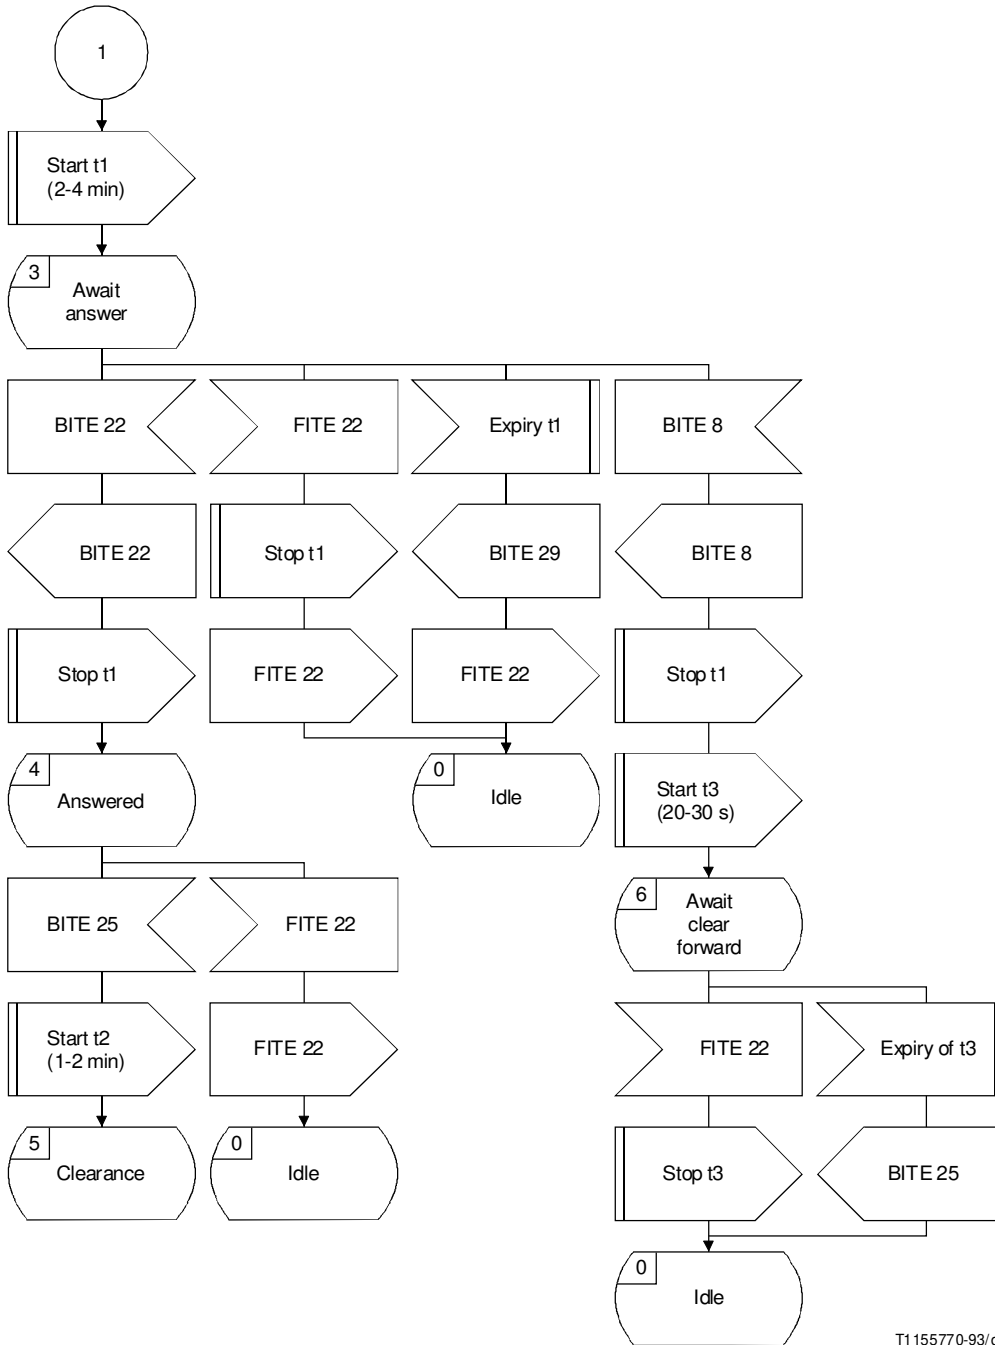 1
Start t1
(2-4 min)
3
Await
answer
BITE 22
FITE 22
Expiry t1
BITE 8
BITE 22
Stop t1
BITE 29
BITE 8
Stop t1
FITE 22
FITE 22
Stop t1
4
Answered
0
Idle
Start t3
(20-30 s)
BITE 25
FITE 22
6
Await
clear
forward
Start t2
(1-2 min)
FITE 22
FITE 22
Expiry of t3
5
Clearance
0
Idle
Stop t3
BITE 25
0
Idle